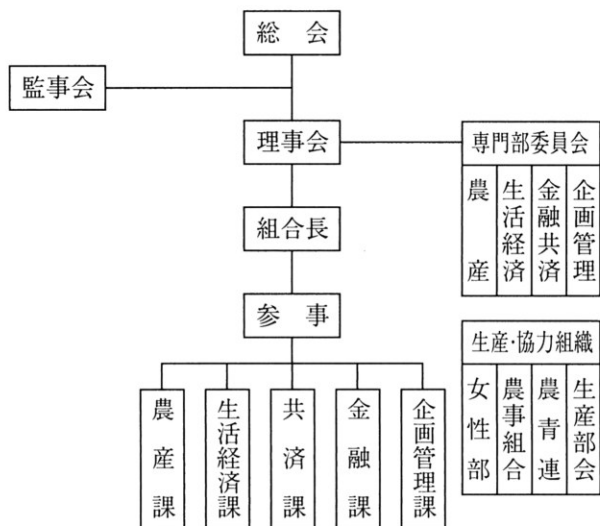 総　会
監事会
理事会
専門部委員会
農産
生活経済
金融共済
企画管理
組合長
参　事
生産・協力組織
女性部
農事組合
農青連
生産部会
農産課
生活経済課
共済課
金融課
企画管理課